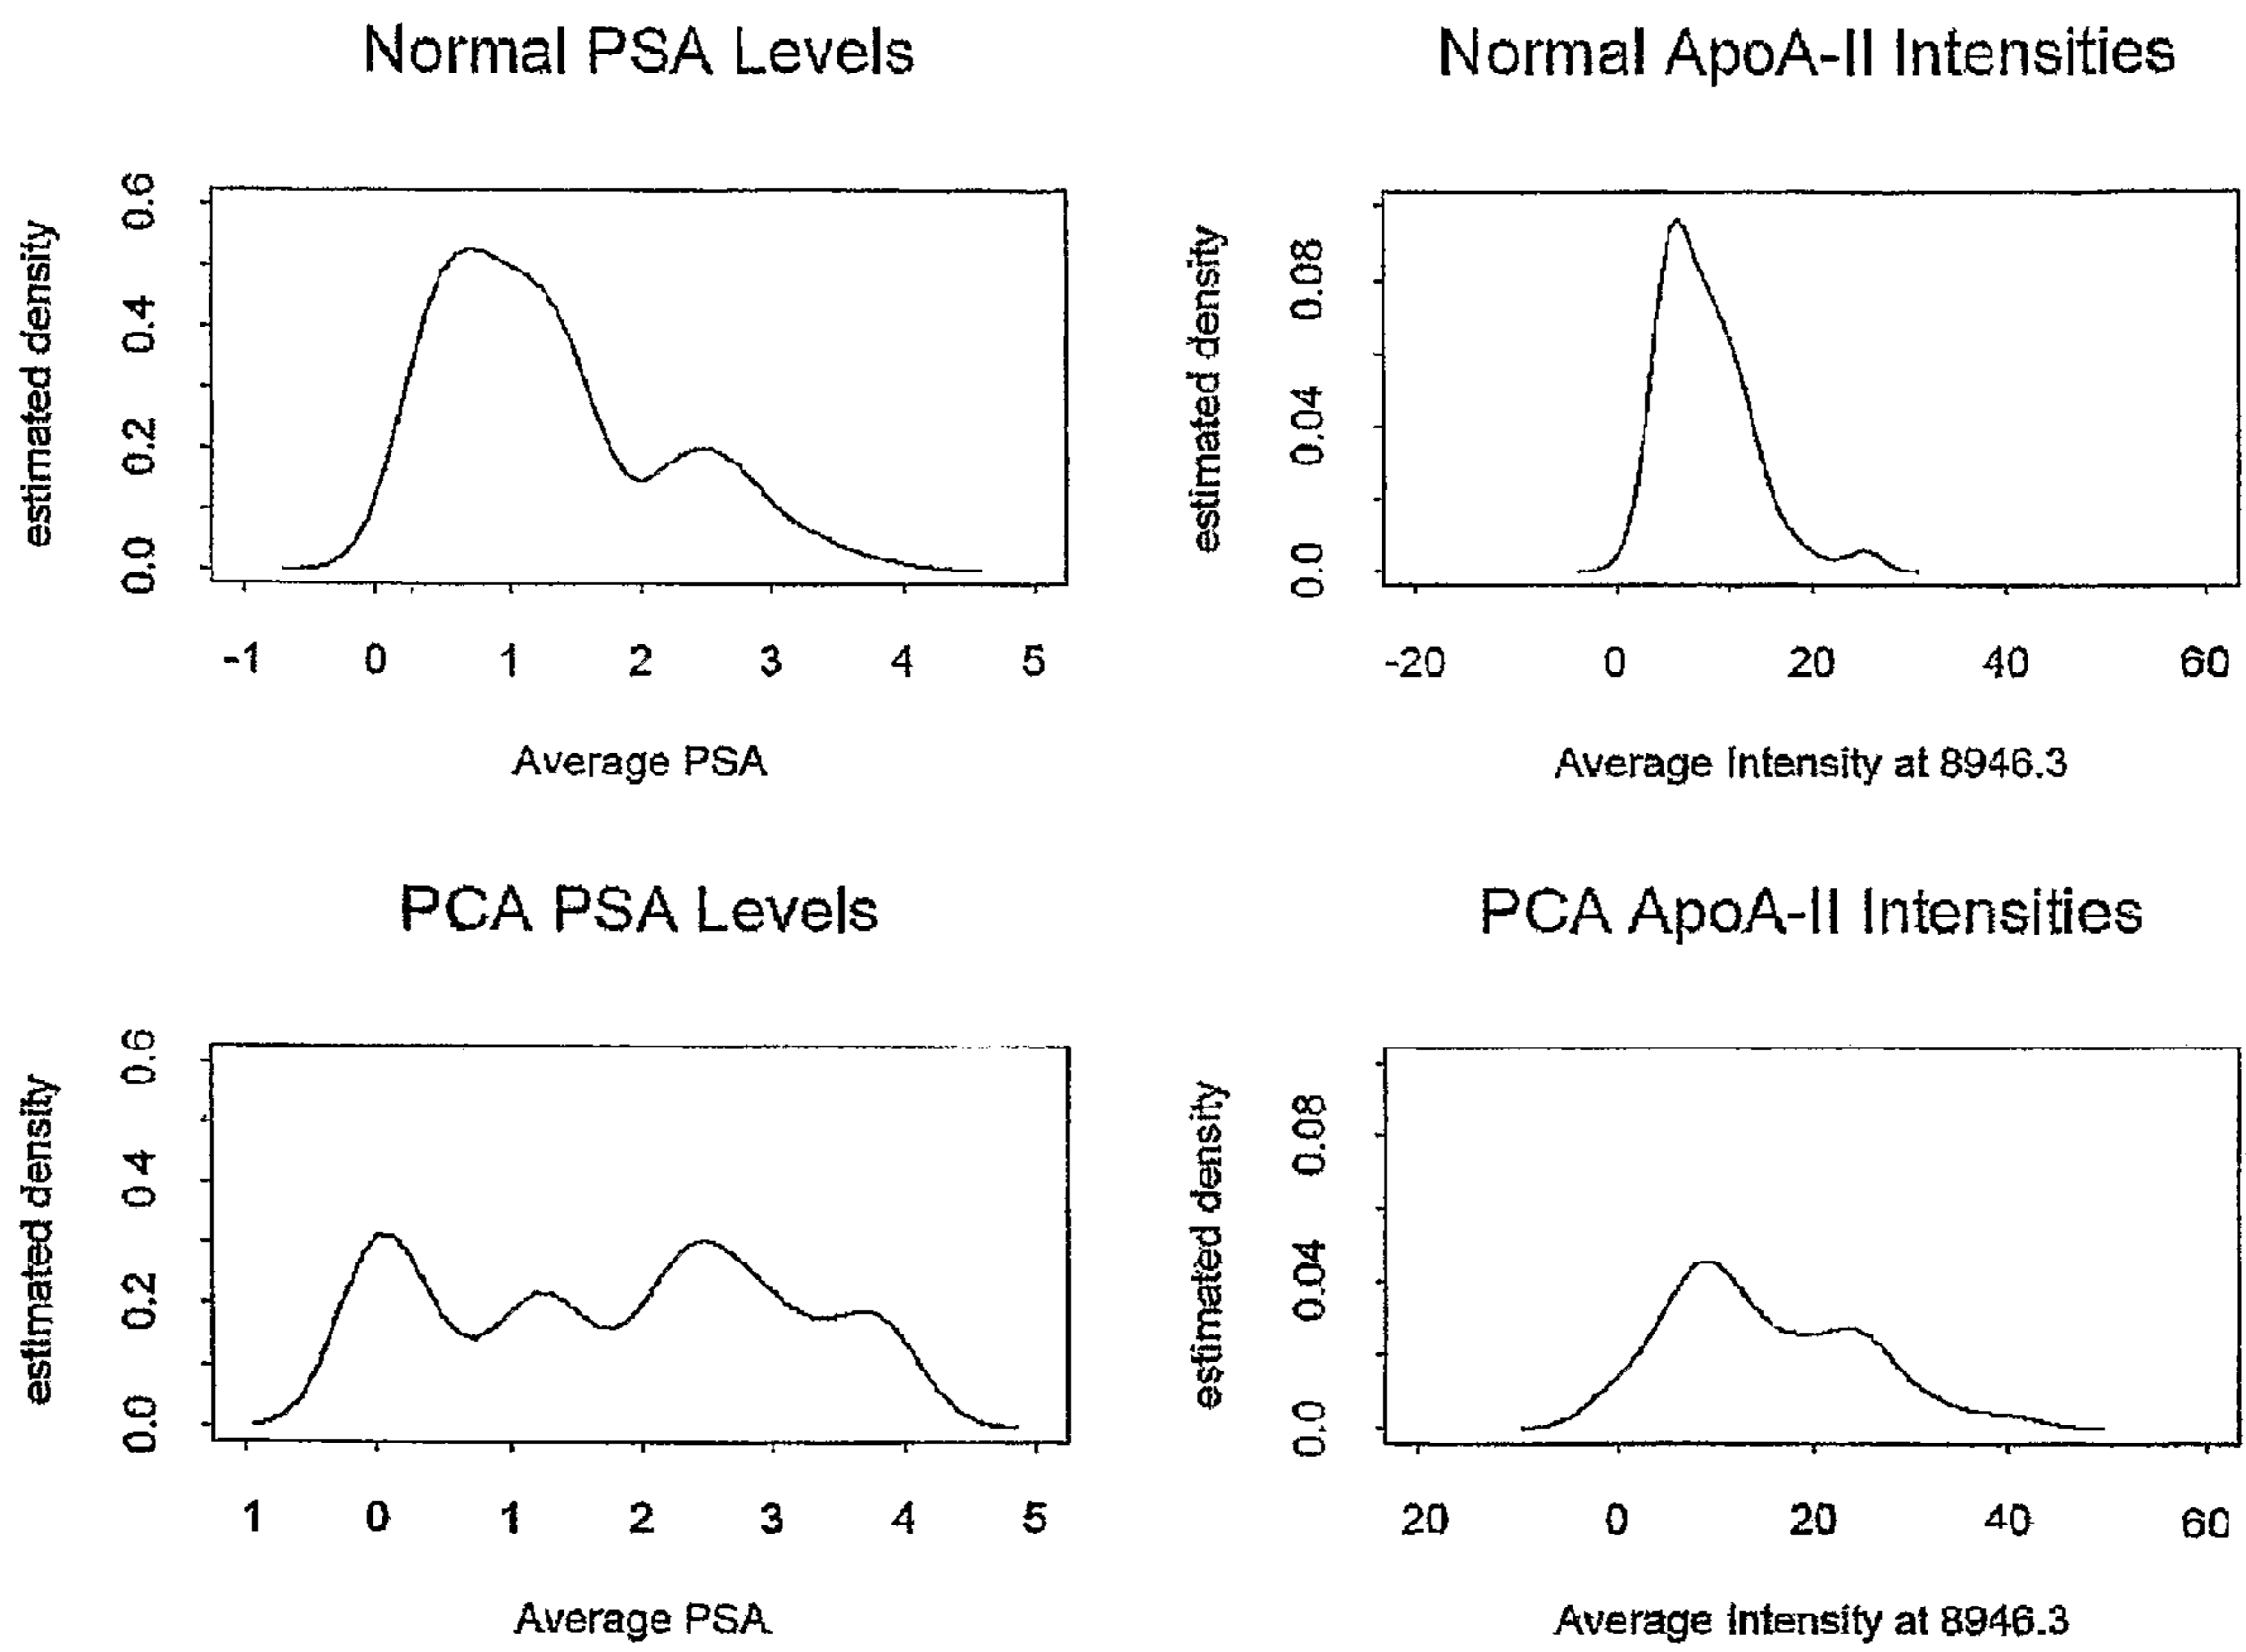 Normal PSA Levels
estimated density
0.0 0.2 0.4 0.6
-1 0 1 2 3 4 5
Average PSA
Normal ApoA-II Intensities
estimated density
0.0 0.04 0.08
-20 0 20 40 60
Average Intensity at 8946.3
PCA PSA Levels
estimated density
0.0 0.2 0.4 0.6
1 0 1 2 3 4 5
Average PSA
PCA ApoA-II Intensities
estimated density
0.0 0.04 0.08
20 0 20 40 60
Average Intensity at 8946.3